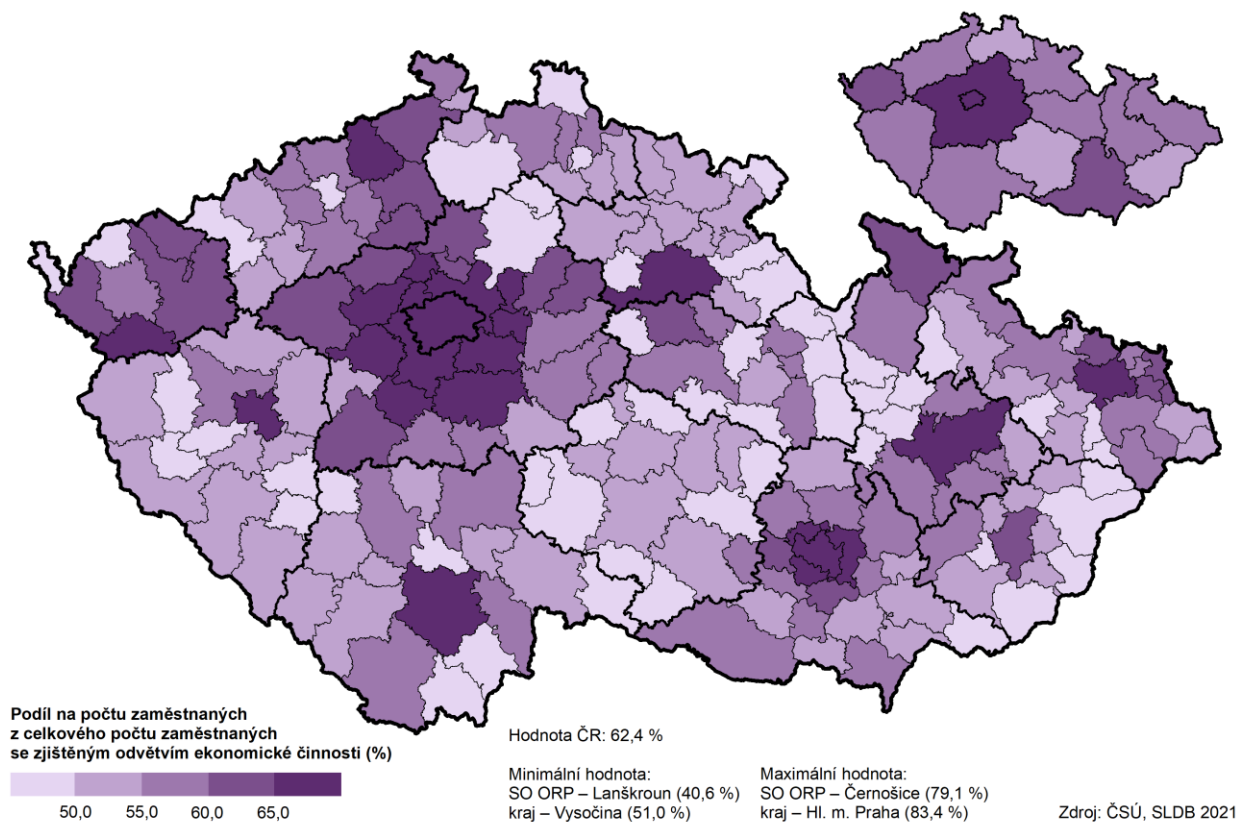 Podíl na počtu zaměstnaných
z celkového počtu zaměstnaných
se zjištěným odvětvím ekonomické činnosti (%)
50,0 55,0 60,0 65,0
Hodnota ČR: 62,4 %
Minimální hodnota:
SO ORP – Lanškroun (40,6 %)
kraj – Vysočina (51,0 %)
Maximální hodnota:
SO ORP – Černošice (79,1 %)
kraj – Hl. m. Praha (83,4 %)
Zdroj: ČSÚ, SLDB 2021